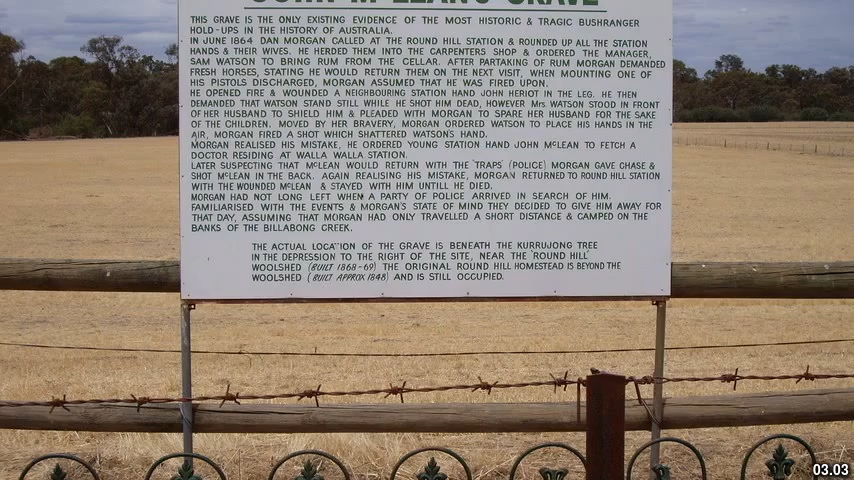 JOHN McLEAN'S GRAVE
THIS GRAVE IS THE ONLY EXISTING EVIDENCE OF THE MOST HISTORIC & TRAGIC BUSHRANGER
HOLD-UPS IN THE HISTORY OF AUSTRALIA.
IN JUNE 1864 DAN MORGAN CALLED AT THE ROUND HILL STATION & ROUNDED UP ALL THE STATION
HANDS & THEIR WIVES. HE HERDED THEM INTO THE CARPENTERS SHOP & ORDERED THE MANAGER,
SAM WATSON TO BRING RUM FROM THE CELLAR. AFTER PARTAKING OF RUM MORGAN DEMANDED
FRESH HORSES, STATING HE WOULD RETURN THEM ON THE NEXT VISIT, WHEN MOUNTING ONE OF
HIS PISTOLS DISCHARGED, MORGAN ASSUMED THAT HE WAS FIRED UPON.
HE OPENED FIRE & WOUNDED A NEIGHBOURING STATION HAND JOHN HERIOT IN THE LEG. HE THEN
DEMANDED THAT WATSON STAND STILL WHILE HE SHOT HIM DEAD, HOWEVER Mrs. WATSON STOOD IN FRONT
OF HER HUSBAND TO SHIELD HIM & PLEADED WITH MORGAN TO SPARE HER HUSBAND FOR THE SAKE
OF THE CHILDREN. MOVED BY HER BRAVERY, MORGAN ORDERED WATSON TO PLACE HIS HANDS IN THE
AIR, MORGAN FIRED A SHOT WHICH SHATTERED WATSON'S HAND.
MORGAN REALISED HIS MISTAKE, HE ORDERED YOUNG STATION HAND JOHN McLEAN TO FETCH A
DOCTOR RESIDING AT WALLA WALLA STATION.
LATER SUSPECTING THAT McLEAN WOULD RETURN WITH THE 'TRAPS' (POLICE) MORGAN GAVE CHASE &
SHOT McLEAN IN THE BACK. AGAIN REALISING HIS MISTAKE, MORGAN RETURNED TO ROUND HILL STATION
WITH THE WOUNDED McLEAN & STAYED WITH HIM UNTILL HE DIED.
MORGAN HAD NOT LONG LEFT WHEN A PARTY OF POLICE ARRIVED IN SEARCH OF HIM.
FAMILIARISED WITH THE EVENTS & MORGAN'S STATE OF MIND THEY DECIDED TO GIVE HIM AWAY FOR
THAT DAY, ASSUMING THAT MORGAN HAD ONLY TRAVELLED A SHORT DISTANCE & CAMPED ON THE
BANKS OF THE BILLABONG CREEK.
THE ACTUAL LOCATION OF THE GRAVE IS BENEATH THE KURRUJONG TREE
IN THE DEPRESSION TO THE RIGHT OF THE SITE, NEAR THE 'ROUND HILL'
WOOLSHED (BUILT 1868-69) THE ORIGINAL ROUND HILL HOMESTEAD IS BEYOND THE
WOOLSHED (BUILT APPROX 1848) AND IS STILL OCCUPIED.
03.03